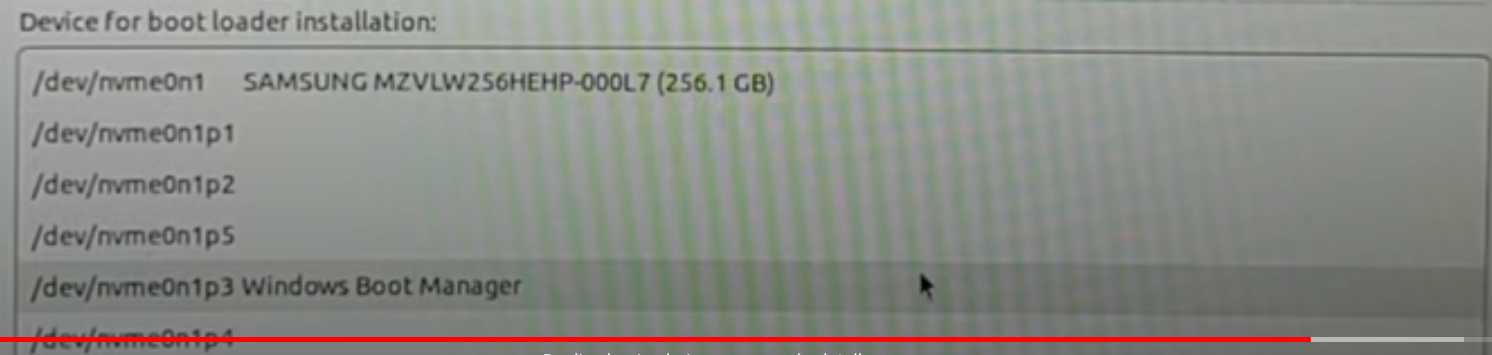 Device for boot loader installation:
/dev/nvme0n1 SAMSUNG MZVLW256HEHP-000L7 (256.1 GB)
/dev/nvme0n1p1
/dev/nvme0n1p2
/dev/nvme0n1p5
/dev/nvme0n1p3 Windows Boot Manager
/dev/nvme0n1p4